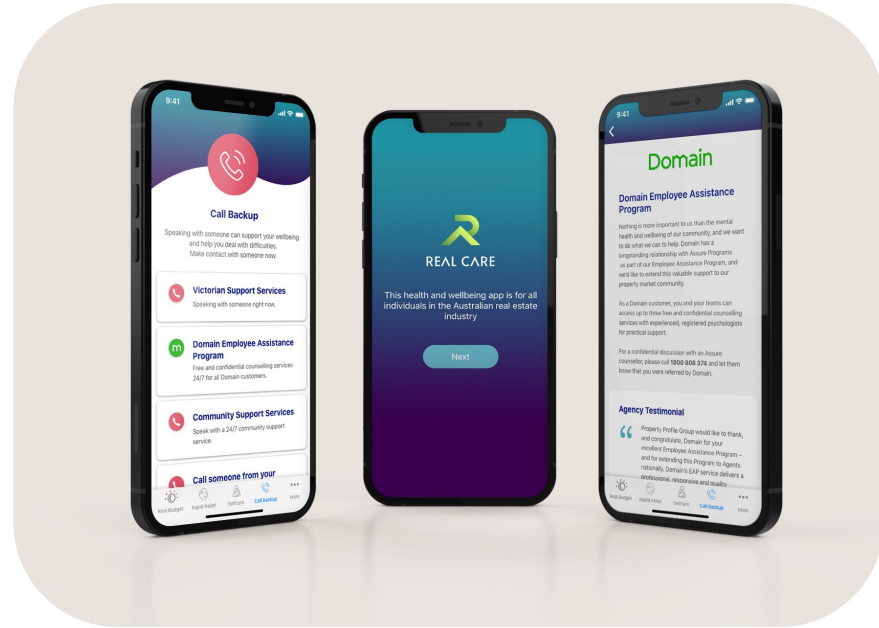 9:41
Call Backup
Speaking with someone can support your wellbeing
and help you deal with difficulties.
Make contact with someone now.
Victorian Support Services
Speaking with someone right now.
Domain Employee Assistance
Program
Free and confidential counselling services
24/7 for all Domain customers.
Community Support Services
Speak with a 24/7 community support
service.
Call someone from your
Real Budget
Rapid Relief
Selfcare
Call Backup
More
REAL CARE
This health and wellbeing app is for all
individuals in the Australian real estate
industry
Next
9:41
Domain
Domain Employee Assistance
Program
Nothing is more important to us than the mental
health and wellbeing of our community, and we want
to do what we can to help. Domain has a
longstanding relationship with Assure Programs
as part of our Employee Assistance Program, and
we'd like to extend this valuable support to our
property market community.
As a Domain customer, you and your teams can
access up to three free and confidential counselling
services with experienced, registered psychologists
for practical support.
For a confidential discussion with an Assure
counsellor, please call 1800 808 374 and let them
know that you were referred by Domain.
Agency Testimonial
“ Property Profile Group would like to thank,
and congratulate, Domain for your
excellent Employee Assistance Program –
and for extending this Program to Agents
nationally. Domain's EAP service delivers a
professional, responsive and quality
Real Budget
Rapid Relief
Selfcare
Call Backup
More